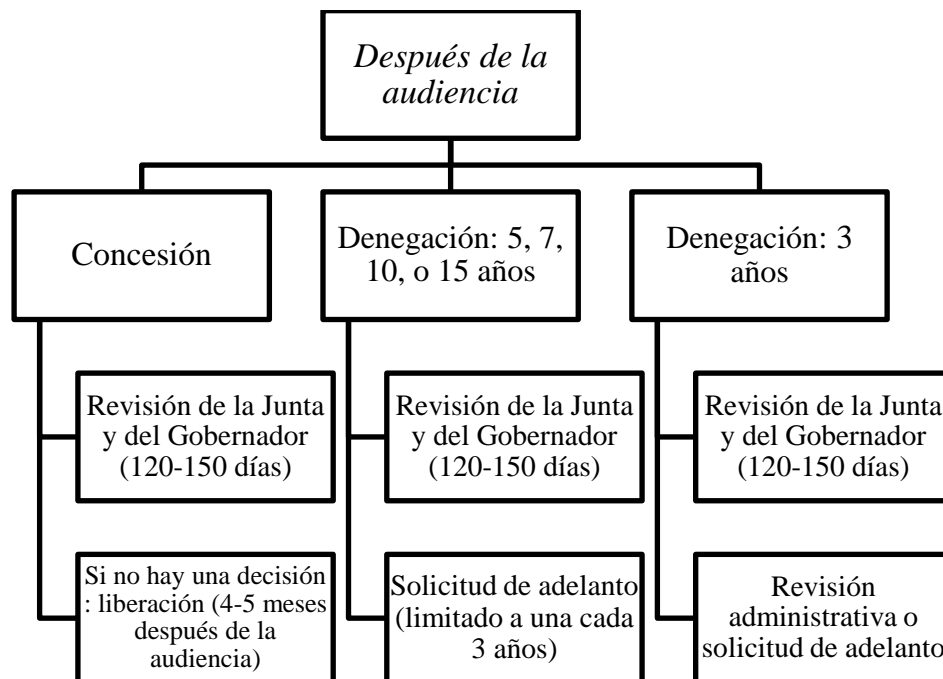 Después de la
audiencia
Concesión
Denegación: 5, 7,
10, o 15 años
Denegación: 3
años
Revisión de la Junta
y del Gobernador
(120-150 días)
Revisión de la Junta
y del Gobernador
(120-150 días)
Revisión de la Junta
y del Gobernador
(120-150 días)
Si no hay una decisión
: liberación (4-5 meses
después de la
audiencia)
Solicitud de adelanto
(limitado a una cada
3 años)
Revisión
administrativa o
solicitud de adelanto